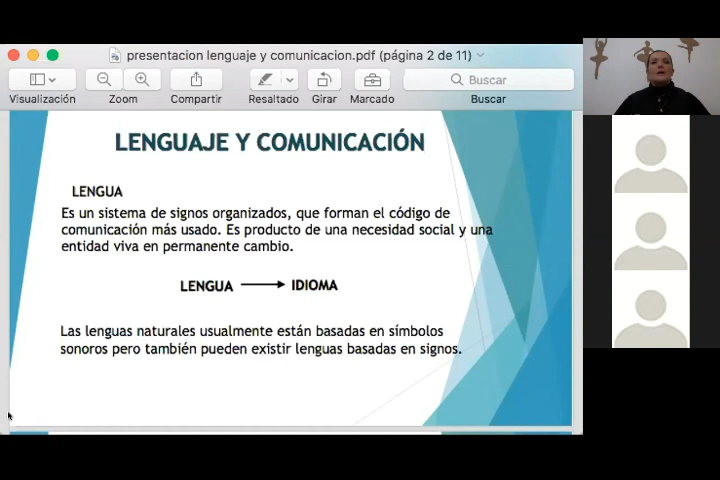 presentacion lenguaje y comunicacion.pdf (página 2 de 11)
Buscar
Visualización Zoom Compartir Resaltado Girar Marcado Buscar
LENGUAJE Y COMUNICACIÓN
LENGUA
Es un sistema de signos organizados, que forman el código de
comunicación más usado. Es producto de una necesidad social y una
entidad viva en permanente cambio.
LENGUA IDIOMA
Las lenguas naturales usualmente están basadas en símbolos
sonoros pero también pueden existir lenguas basadas en signos.